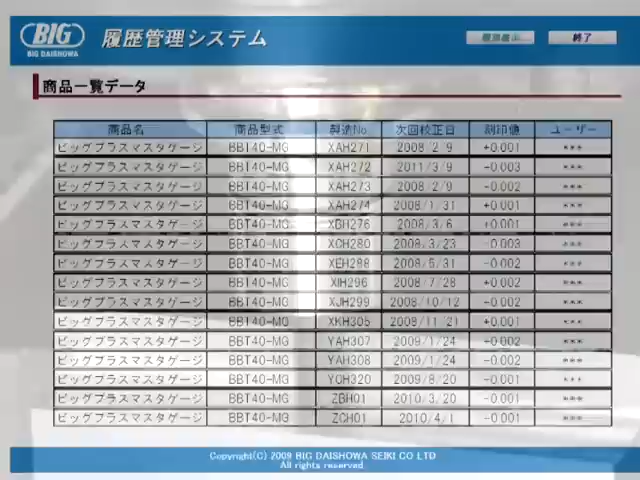 BIG
BIG DAISHOWA
履歴管理システム
終了
商品一覧データ
商品名 商品型式 製造No. 次回校正日 刻印値 ユーザー
ビッグプラスマスタゲージ BBT40-MG XAH271 2008/2/9 +0.001 ***
ビッグプラスマスタゲージ BBT40-MG XAH272 2011/3/9 -0.003 ***
ビッグプラスマスタゲージ BBT40-MG XAH273 2008/2/9 -0.002 ***
ビッグプラスマスタゲージ BBT40-MG XAH274 2008/1/31 +0.001 ***
ビッグプラスマスタゲージ BBT40-MG XBH276 2008/3/6 +0.001 ***
ビッグプラスマスタゲージ BBT40-MG XCH280 2008/3/23 -0.003 ***
ビッグプラスマスタゲージ BBT40-MG XEH288 2008/5/31 -0.002 ***
ビッグプラスマスタゲージ BBT40-MG XIH296 2008/7/28 +0.002 ***
ビッグプラスマスタゲージ BBT40-MG XJH299 2008/10/12 -0.002 ***
ビッグプラスマスタゲージ BBT40-MG XKH305 2008/11/21 +0.001 ***
ビッグプラスマスタゲージ BBT40-MG YAH307 2009/1/24 +0.002 ***
ビッグプラスマスタゲージ BBT40-MG YAH308 2009/1/24 -0.002 ***
ビッグプラスマスタゲージ BBT40-MG YGH320 2009/8/20 -0.001 ***
ビッグプラスマスタゲージ BBT40-MG ZBH01 2010/3/20 -0.001 ***
ビッグプラスマスタゲージ BBT40-MG ZCH01 2010/4/1 -0.001 ***
Copyright(C) 2009 BIG DAISHOWA SEIKI CO LTD
All rights reserved.